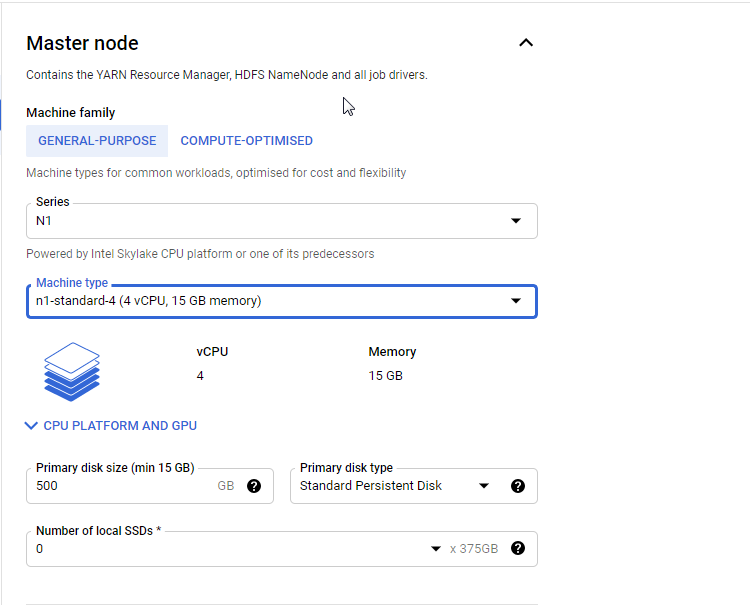 Master node
Contains the YARN Resource Manager, HDFS NameNode and all job drivers.
Machine family
GENERAL-PURPOSE COMPUTE-OPTIMISED
Machine types for common workloads, optimised for cost and flexibility
Series
N1
Powered by Intel Skylake CPU platform or one of its predecessors
Machine type
n1-standard-4 (4 vCPU, 15 GB memory)
vCPU Memory
4 15 GB
CPU PLATFORM AND GPU
Primary disk size (min 15 GB) Primary disk type
500 GB ? Standard Persistent Disk ?
Number of local SSDs *
0 x 375GB ?